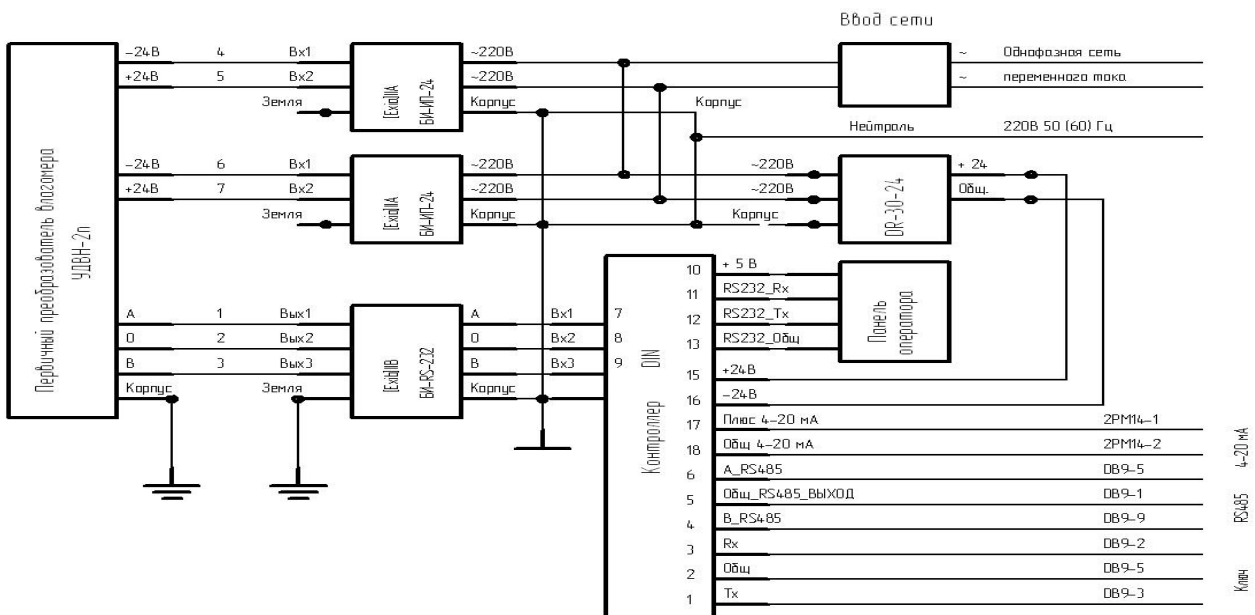 Ввод сети
-24В 4 Вх1 ~220В ~ Однофазная сеть
+24В 5 Вх2 ~220В ~ переменного тока
Земля Корпус Корпус
[Exia]IIA
БИ-ИП-24
Нейтраль 220В 50 (60) Гц
Первичный преобразователь влагомера
УДВН-2п
-24В 6 Вх1 ~220В ~220В + 24
+24В 7 Вх2 ~220В ~220В Общ.
Земля Корпус Корпус
[Exia]IIA
БИ-ИП-24
DR-30-24
10 + 5 В
11 RS232_Rx
12 RS232_Tx
13 RS232_Общ
Панель
оператора
А 1 Вых1 А Вх1 7
0 2 Вых2 0 Вх2 8
В 3 Вых3 В Вх3 9
Корпус Земля Корпус
[Exib]IIB
БИ-RS-232
Контроллер DIN
15 +24В
16 -24В
17 Плюс 4-20 мА 2РМ14-1
18 Общ 4-20 мА 2РМ14-2
4-20 мА
6 A_RS485 DB9-5
5 Общ_RS485_ВЫХОД DB9-1
4 B_RS485 DB9-9
RS485
3 Rx DB9-2
2 Общ DB9-5
1 Tx DB9-3
Ключ